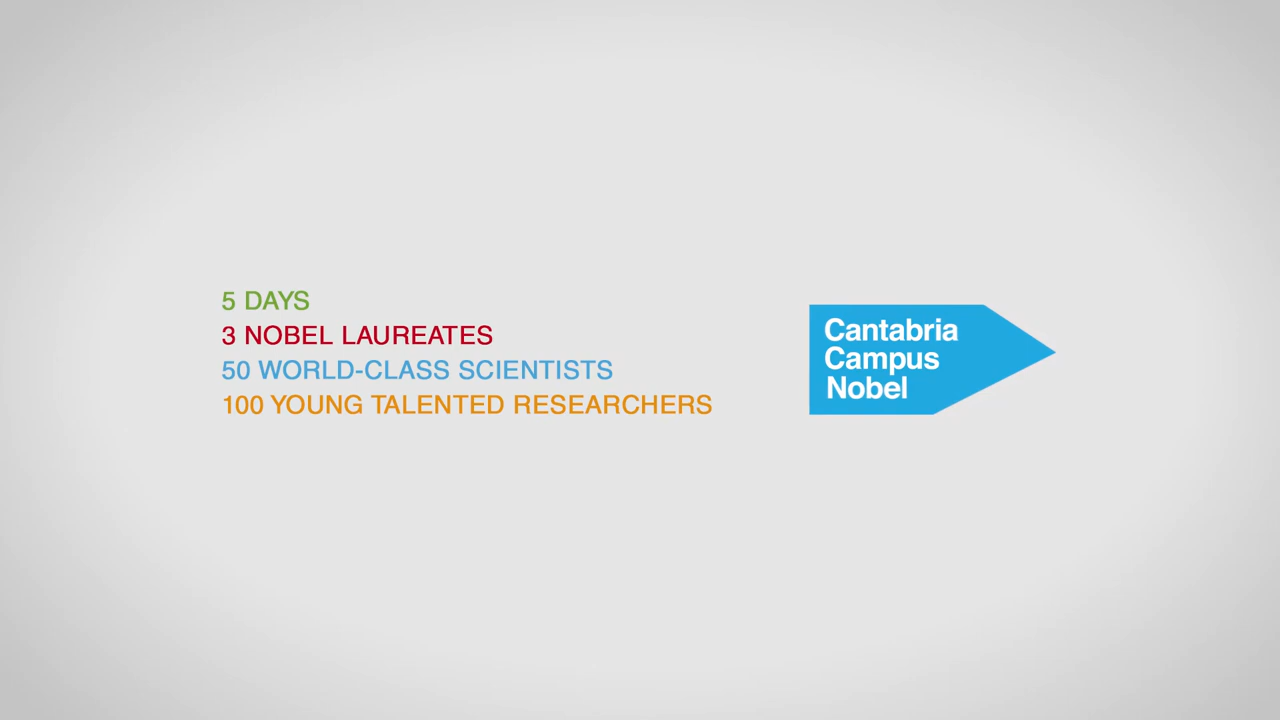 5 DAYS
3 NOBEL LAUREATES
50 WORLD-CLASS SCIENTISTS
100 YOUNG TALENTED RESEARCHERS
Cantabria
Campus
Nobel